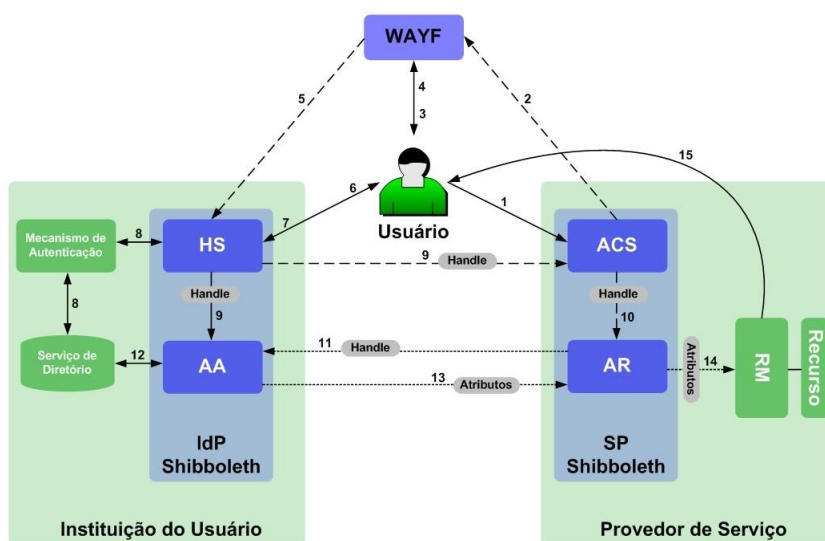 WAYF
5
4
3
2
15
6
7
1
Usuário
Mecanismo de
Autenticação
8
HS
9
Handle
ACS
8
Handle
9
Handle
10
Serviço de
Diretório
12
AA
11
Handle
13
Atributos
AR
Atributos
14
RM
Recurso
IdP
Shibboleth
SP
Shibboleth
Instituição do Usuário
Provedor de Serviço